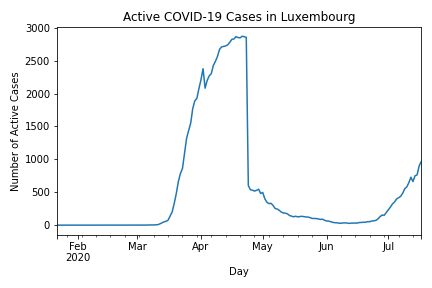 Active COVID-19 Cases in Luxembourg
3000
2500
2000
1500
1000
500
0
Number of Active Cases
Feb
2020
Mar
Apr
May
Jun
Jul
Day